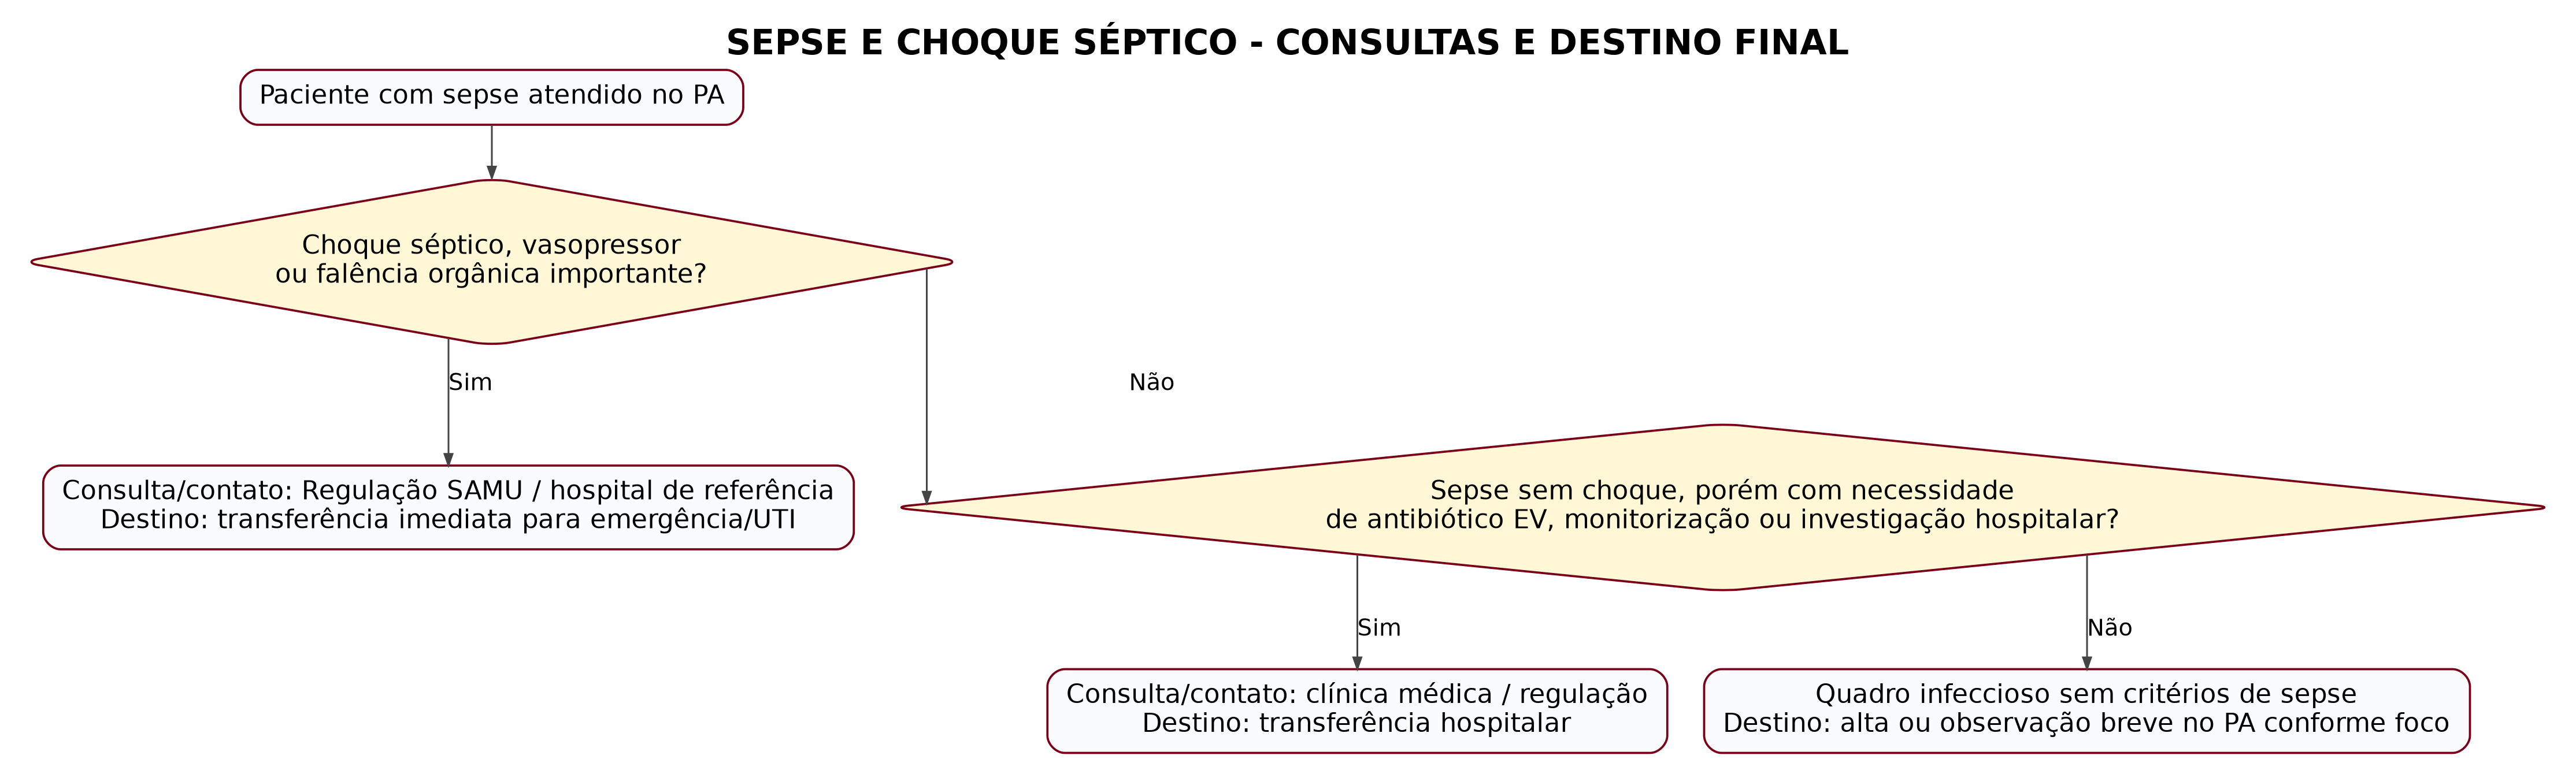 SEPSE E CHOQUE SÉPTICO - CONSULTAS E DESTINO FINAL
Paciente com sepse atendido no PA
Choque séptico, vasopressor
ou falência orgânica importante?
Sim
Não
Consulta/contato: Regulação SAMU / hospital de referência
Destino: transferência imediata para emergência/UTI
Sepse sem choque, porém com necessidade
de antibiótico EV, monitorização ou investigação hospitalar?
Sim
Não
Consulta/contato: clínica médica / regulação
Destino: transferência hospitalar
Quadro infeccioso sem critérios de sepse
Destino: alta ou observação breve no PA conforme foco